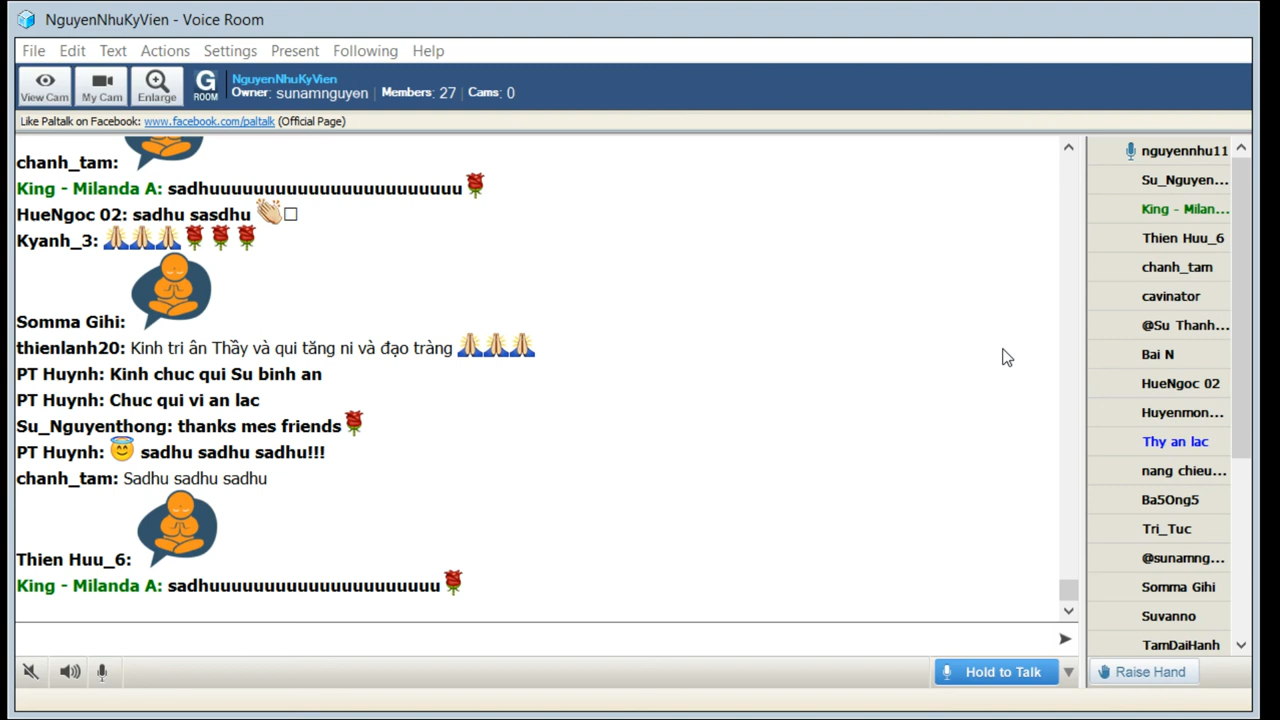 NguyenNhuKyVien - Voice Room
File Edit Text Actions Settings Present Following Help
View Cam
My Cam
Enlarge
G ROOM
NguyenNhuKyVien
Owner: sunamnguyen Members: 27 Cams: 0
Like Paltalk on Facebook: www.facebook.com/paltalk (Official Page)
chanh_tam:
King - Milanda A: sadhuuuuuuuuuuuuuuuuuuuuuuu
HueNgoc 02: sadhu sasdhu
Kyanh_3:
Somma Gihi:
thienlanh20: Kinh tri ân Thầy và qui tăng ni và đạo tràng
PT Huynh: Kinh chuc qui Su binh an
PT Huynh: Chuc qui vi an lac
Su_Nguyenthong: thanks mes friends
PT Huynh: sadhu sadhu sadhu!!!
chanh_tam: Sadhu sadhu sadhu
Thien Huu_6:
King - Milanda A: sadhuuuuuuuuuuuuuuuuuuuuu
nguyennhu11
Su_Nguyen...
King - Milan...
Thien Huu_6
chanh_tam
cavinator
@Su Thanh...
Bai N
HueNgoc 02
Huyenmon...
Thy an lac
nang chieu...
Ba5Ong5
Tri_Tuc
@sunamng...
Somma Gihi
Suvanno
TamDaiHanh
Hold to Talk
Raise Hand